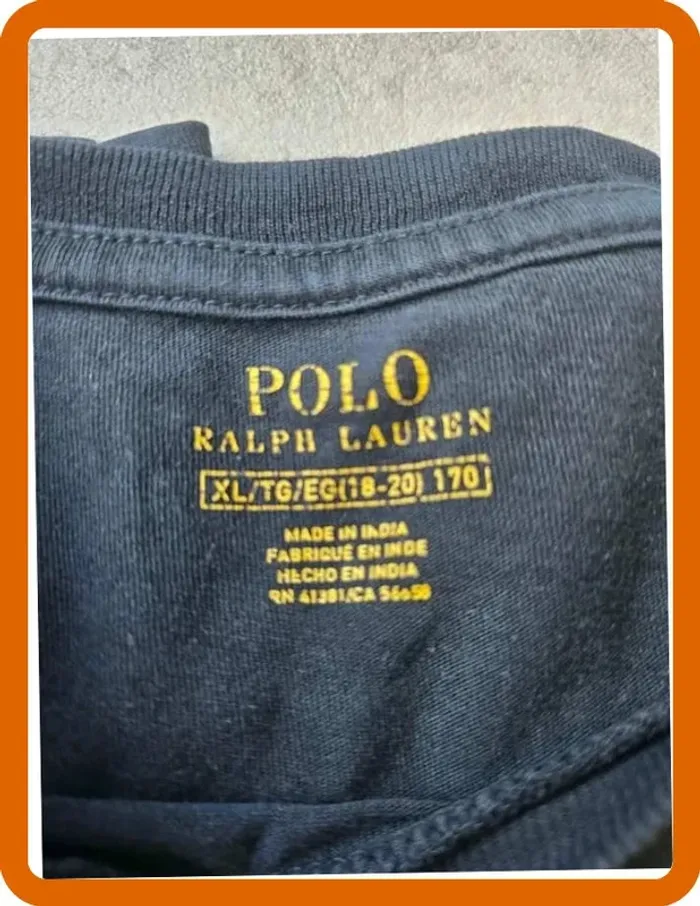 POLO
RALPH LAUREN
XL/TG/EG(18-20) 170
MADE IN INDIA
FABRIQUÉ EN INDE
HECHO EN INDIA
RN 41381/CA